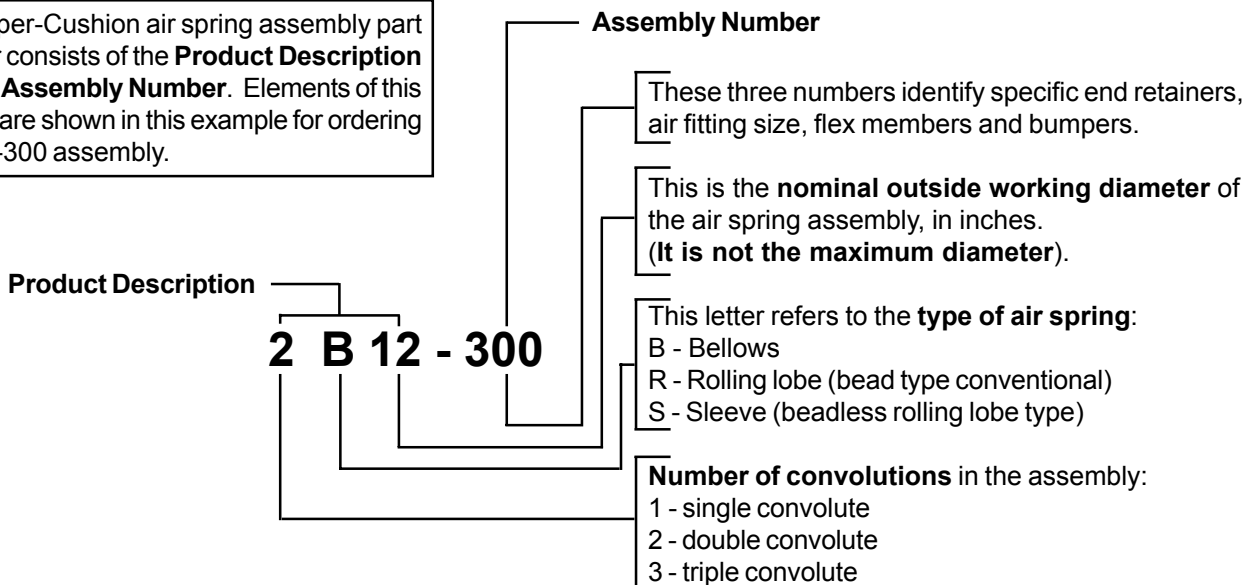 per-Cushion air spring assembly part
consists of the Product Description
Assembly Number. Elements of this
are shown in this example for ordering
-300 assembly.
Assembly Number
These three numbers identify specific end retainers,
air fitting size, flex members and bumpers.
This is the nominal outside working diameter of
the air spring assembly, in inches.
(It is not the maximum diameter).
Product Description
2 B 12 - 300
This letter refers to the type of air spring:
B - Bellows
R - Rolling lobe (bead type conventional)
S - Sleeve (beadless rolling lobe type)
Number of convolutions in the assembly:
1 - single convolute
2 - double convolute
3 - triple convolute